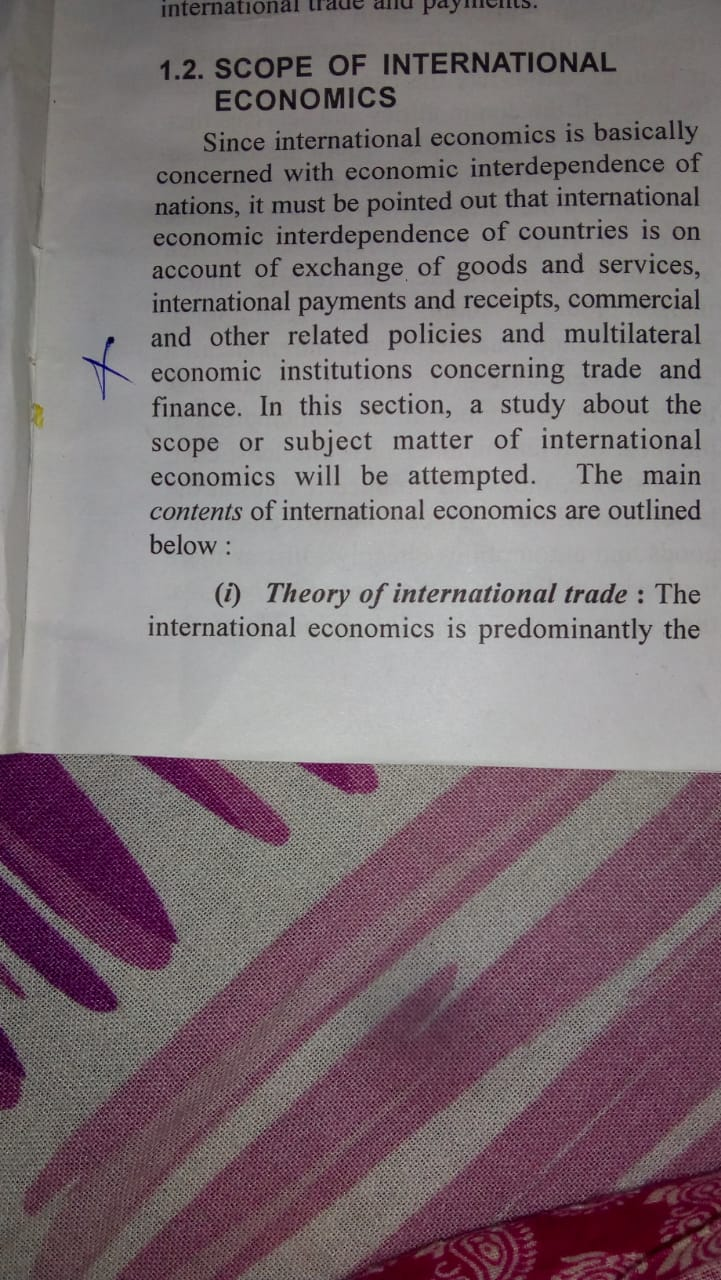 international trade and payments.
1.2. SCOPE OF INTERNATIONAL
ECONOMICS
Since international economics is basically
concerned with economic interdependence of
nations, it must be pointed out that international
economic interdependence of countries is on
account of exchange of goods and services,
international payments and receipts, commercial
and other related policies and multilateral
economic institutions concerning trade and
finance. In this section, a study about the
scope or subject matter of international
economics will be attempted. The main
contents of international economics are outlined
below :
(i) Theory of international trade : The
international economics is predominantly the